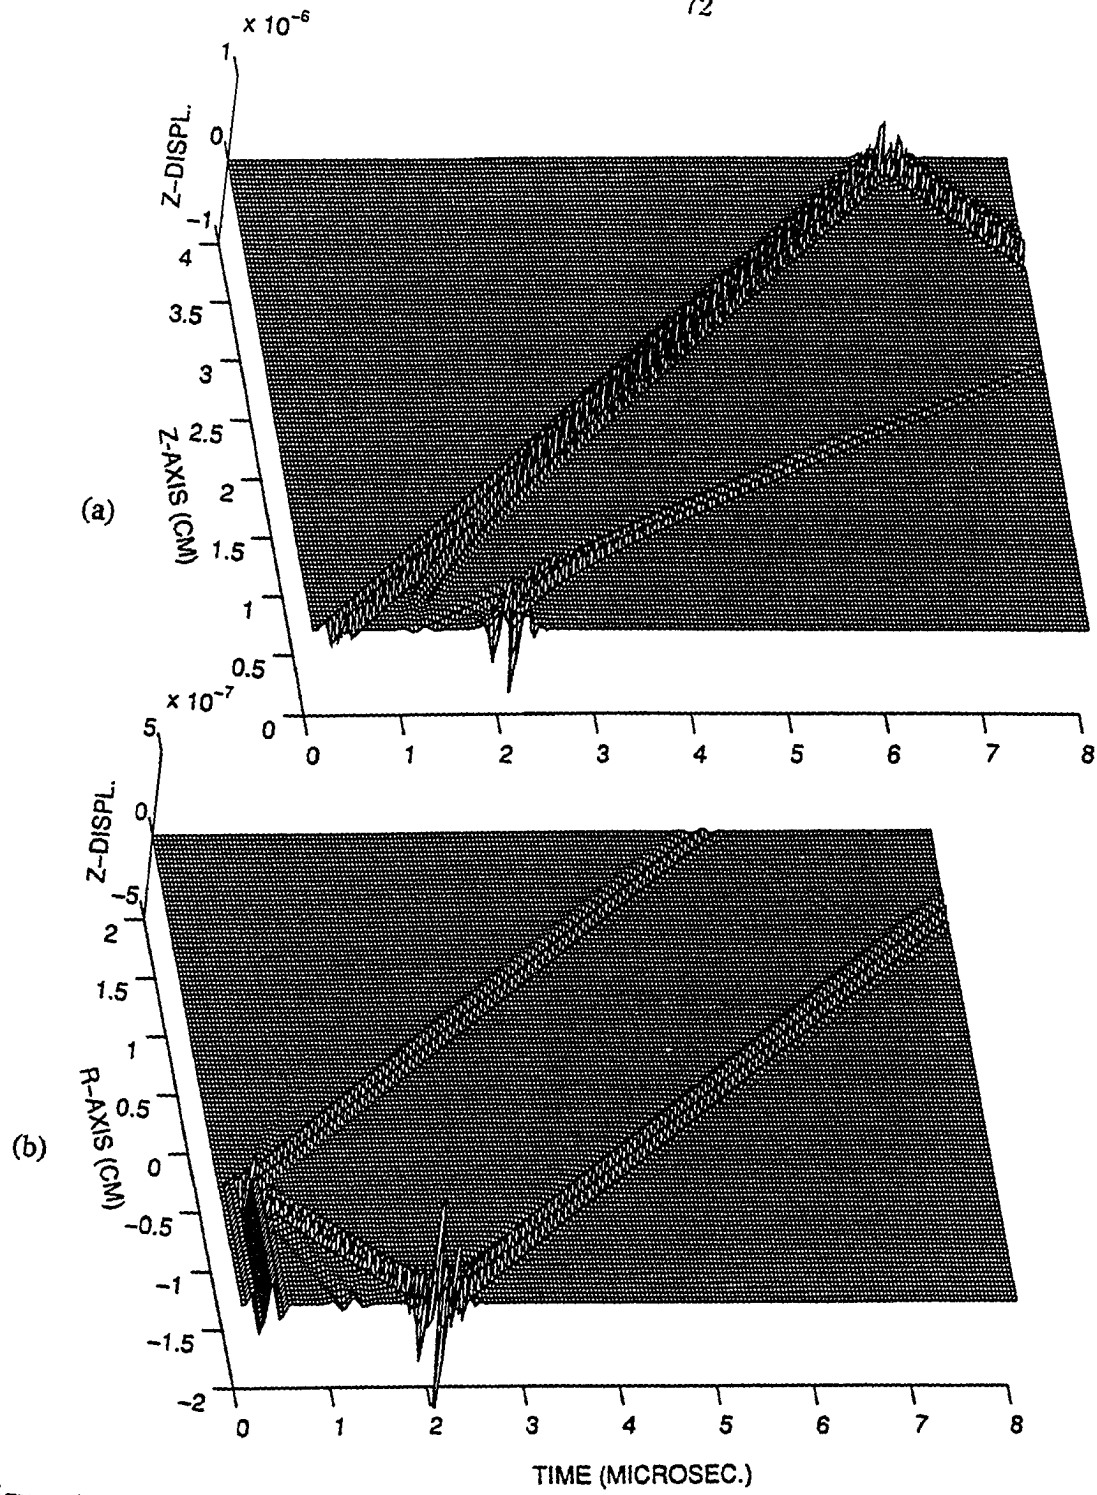 72
x 10⁻⁶
1
0
-1
Z-DISPL.
4
3.5
3
2.5
2
1.5
1
0.5
0
Z-AXIS (CM)
(a)
0 1 2 3 4 5 6 7 8
x 10⁻⁷
5
0
-5
Z-DISPL.
2
1.5
1
0.5
0
-0.5
-1
-1.5
-2
R-AXIS (CM)
(b)
0 1 2 3 4 5 6 7 8
TIME (MICROSEC.)